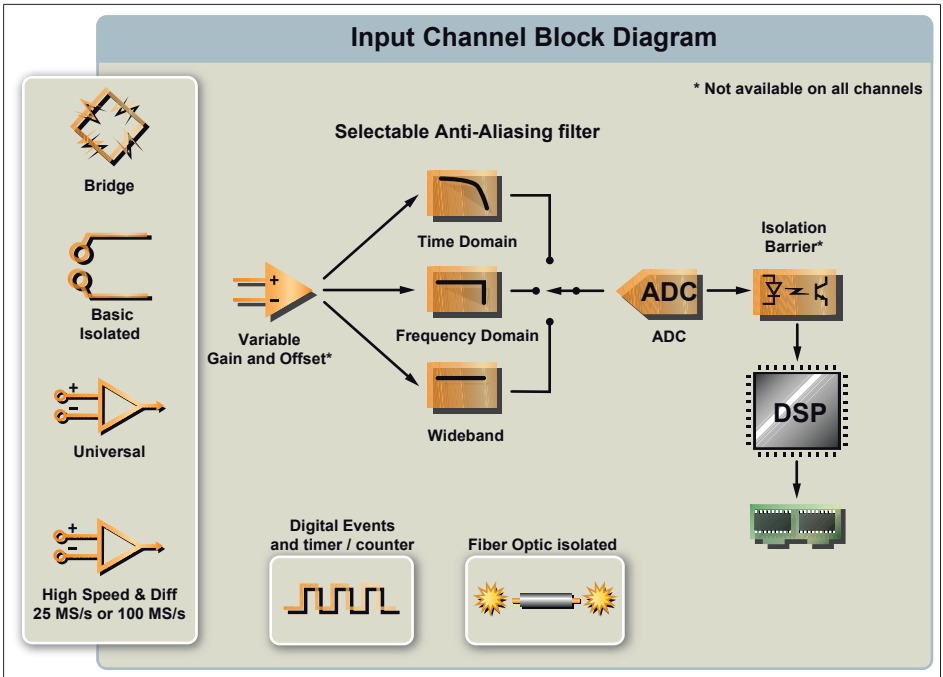 Input Channel Block Diagram
* Not available on all channels
Bridge
Basic
Isolated
+
−
Universal
+
−
High Speed & Diff
25 MS/s or 100 MS/s
Selectable Anti-Aliasing filter
+
−
Variable
Gain and Offset*
Time Domain
Frequency Domain
Wideband
ADC
ADC
Isolation
Barrier*
DSP
Digital Events
and timer / counter
Fiber Optic isolated